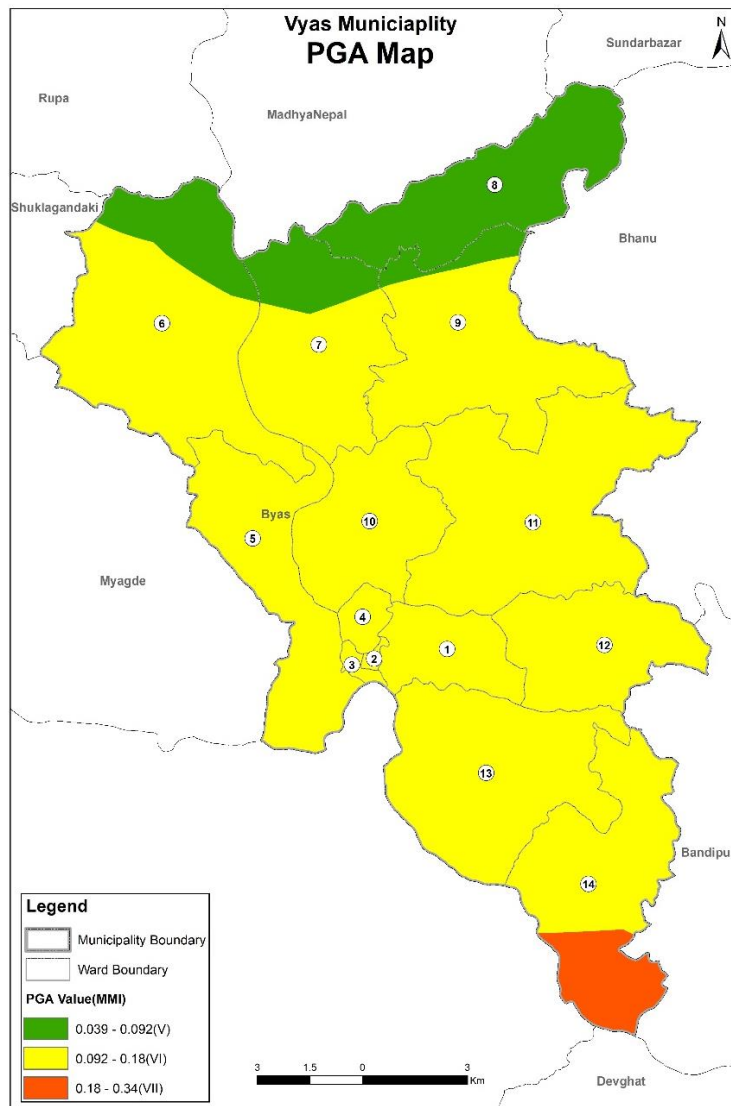 Vyas Municiaplity
PGA Map
N
Sundarbazar
Rupa
MadhyaNepal
8
Shuklagandaki
Bhanu
6
7
9
Byas
10
11
5
Myagde
4
1
12
3
2
13
Bandipu
14
Legend
Municipality Boundary
Ward Boundary
PGA Value(MMI)
0.039 - 0.092(V)
0.092 - 0.18(VI)
0.18 - 0.34(VII)
3 1.5 0 3
Km
Devghat